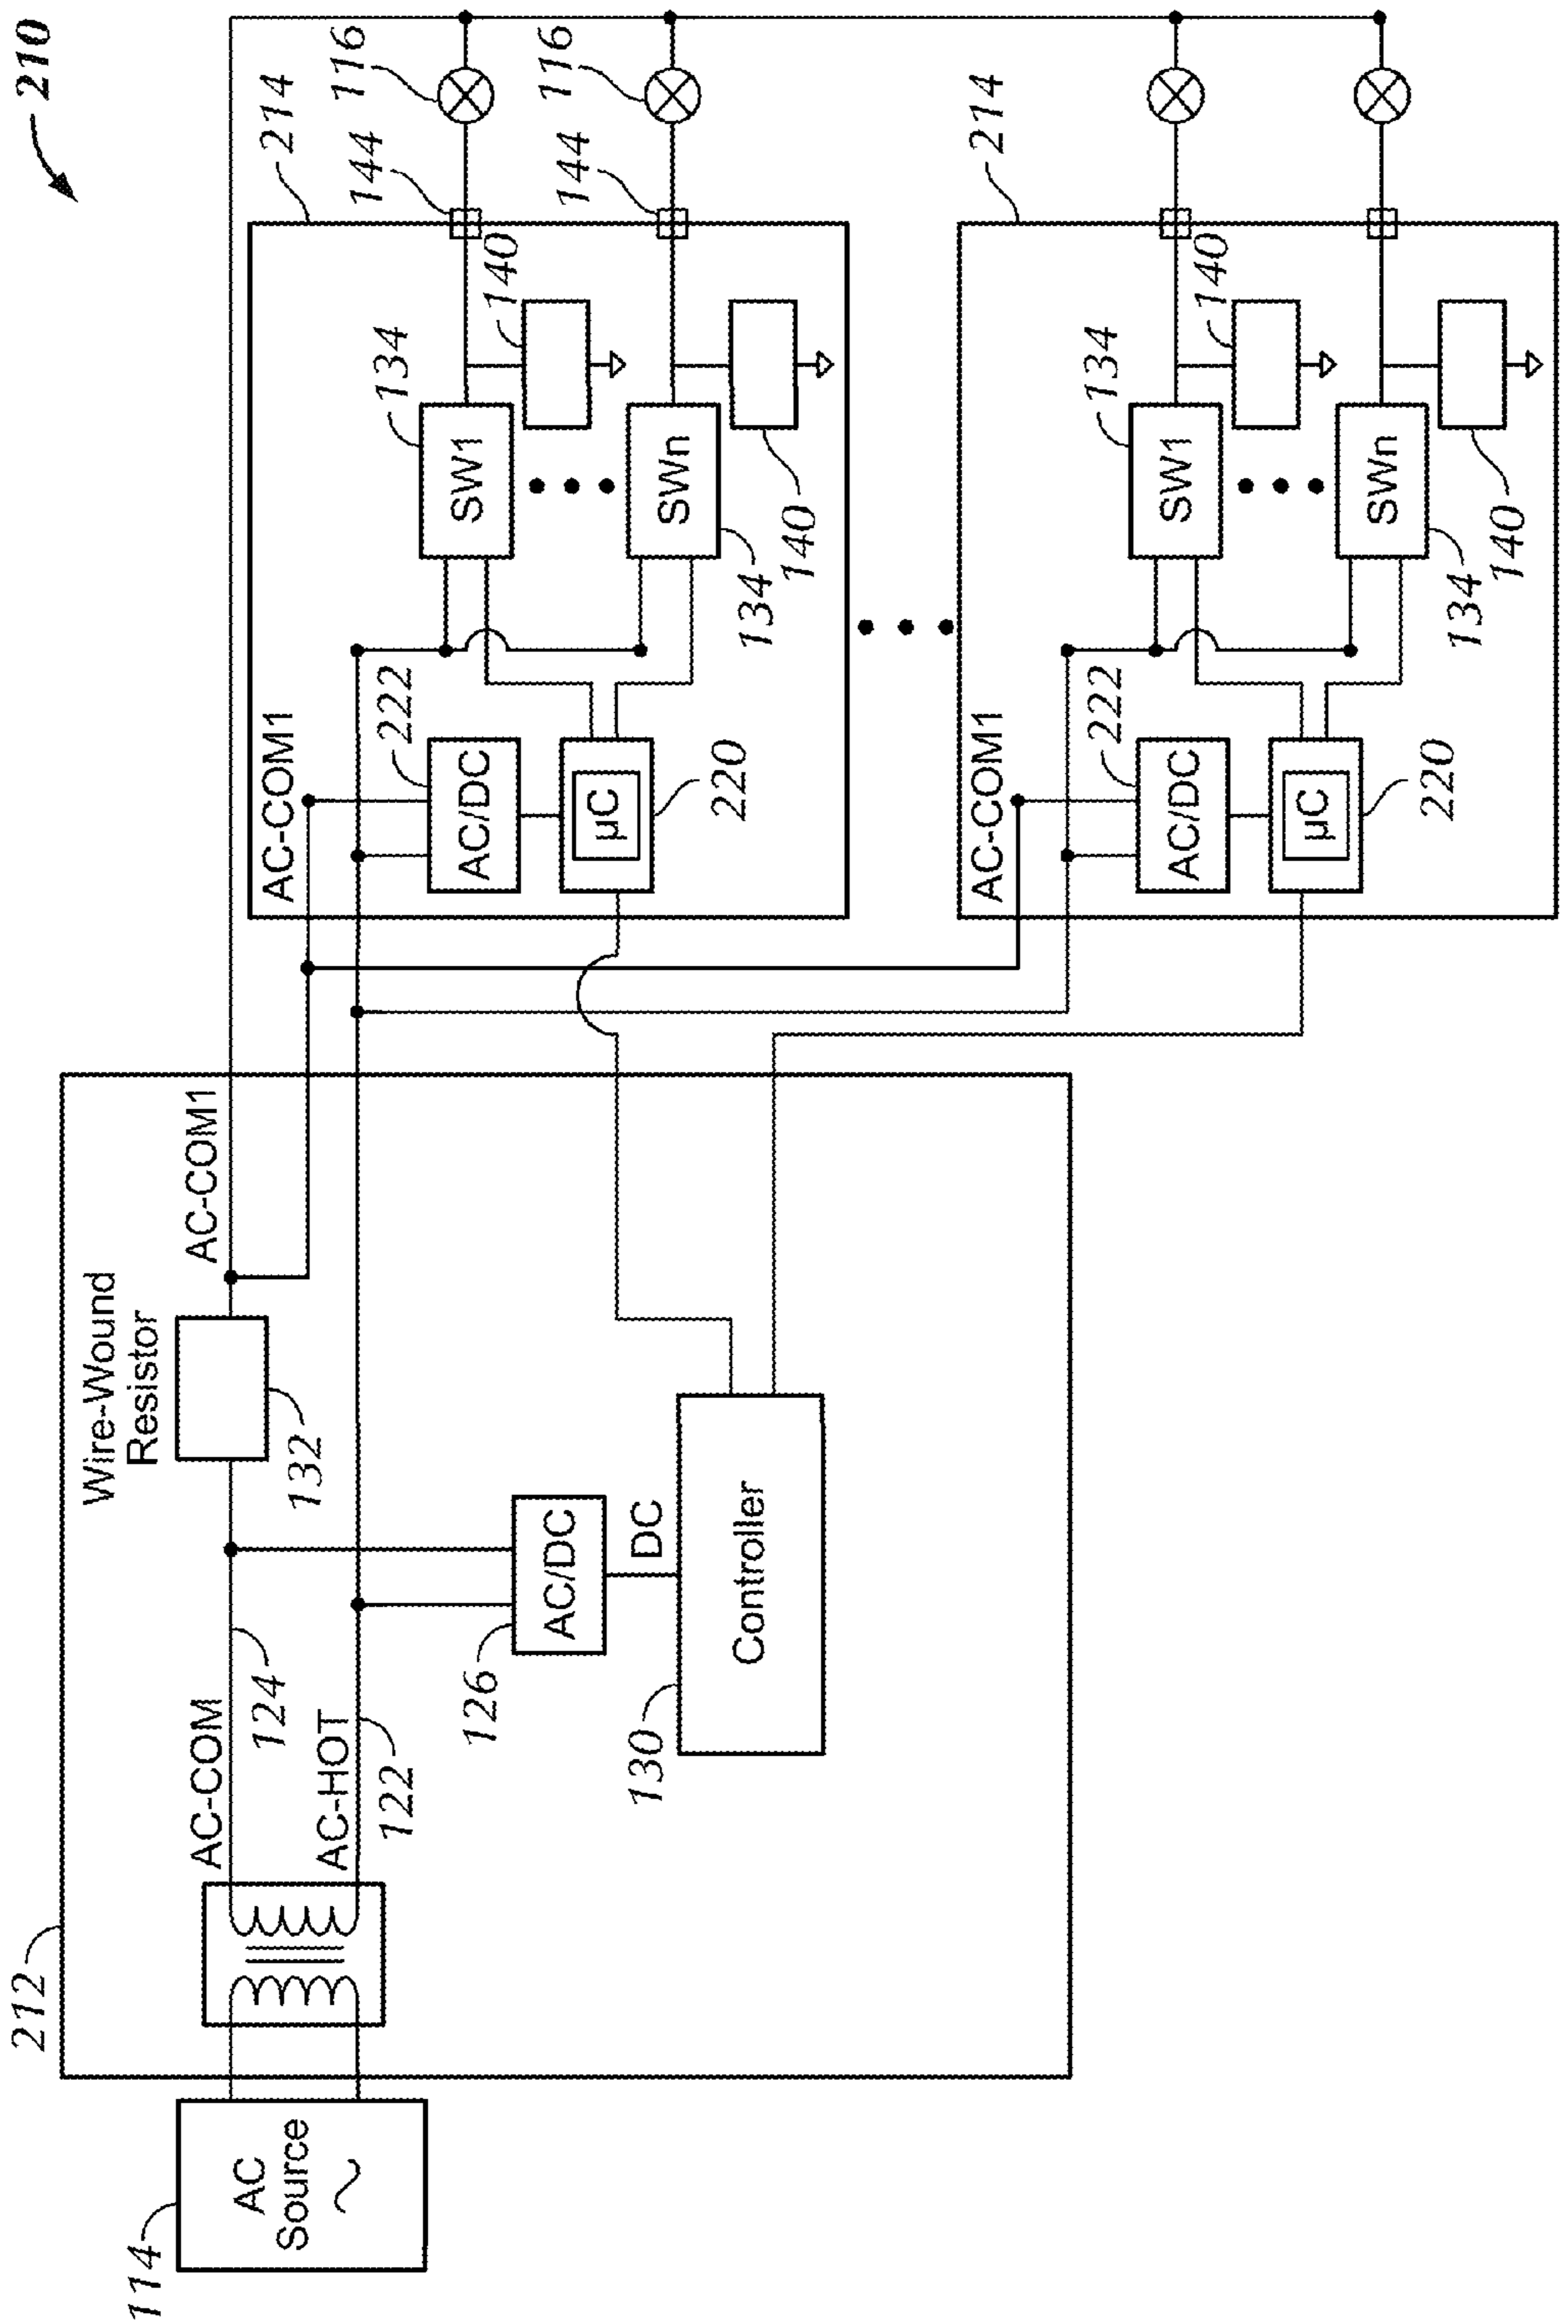 210
212
114
AC
Source
~
AC-COM
124
AC-HOT
122
Wire-Wound
Resistor
132
AC-COM1
126
AC/DC
DC
130
Controller
214
AC-COM1
222
AC/DC
µC
220
134
SW1
140
SWn
134
140
144
116
144
116
214
AC-COM1
222
AC/DC
µC
220
134
SW1
140
SWn
134
140